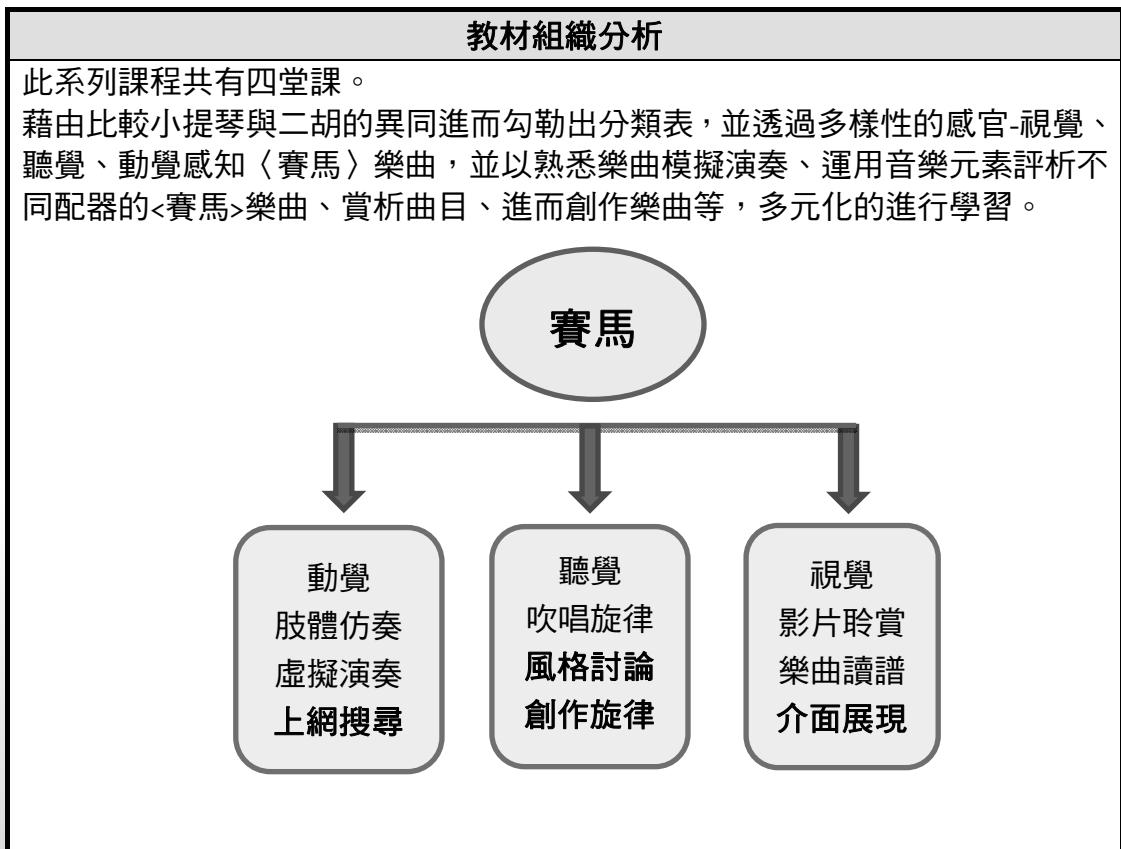 教材組織分析
此系列課程共有四堂課。
藉由比較小提琴與二胡的異同進而勾勒出分類表，並透過多樣性的感官-視覺、
聽覺、動覺感知〈賽馬〉樂曲，並以熟悉樂曲模擬演奏、運用音樂元素評析不
同配器的<賽馬>樂曲、賞析曲目、進而創作樂曲等，多元化的進行學習。
賽馬
動覺
肢體仿奏
虛擬演奏
上網搜尋
聽覺
吹唱旋律
風格討論
創作旋律
視覺
影片聆賞
樂曲讀譜
介面展現